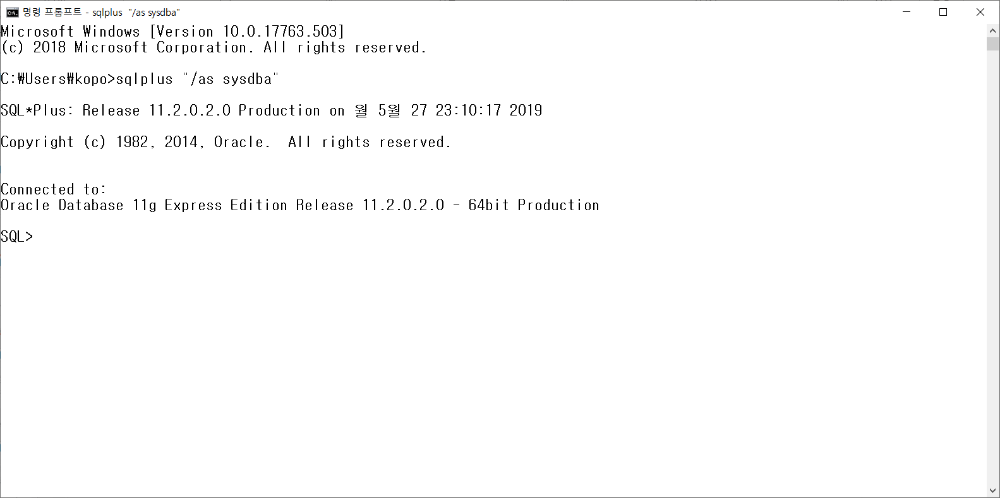 명령 프롬프트 - sqlplus  "/as sysdba"
Microsoft Windows [Version 10.0.17763.503]
(c) 2018 Microsoft Corporation. All rights reserved.
C:₩Users₩kopo>sqlplus "/as sysdba"
SQL*Plus: Release 11.2.0.2.0 Production on 월 5월 27 23:10:17 2019
Copyright (c) 1982, 2014, Oracle.  All rights reserved.
Connected to:
Oracle Database 11g Express Edition Release 11.2.0.2.0 - 64bit Production
SQL>